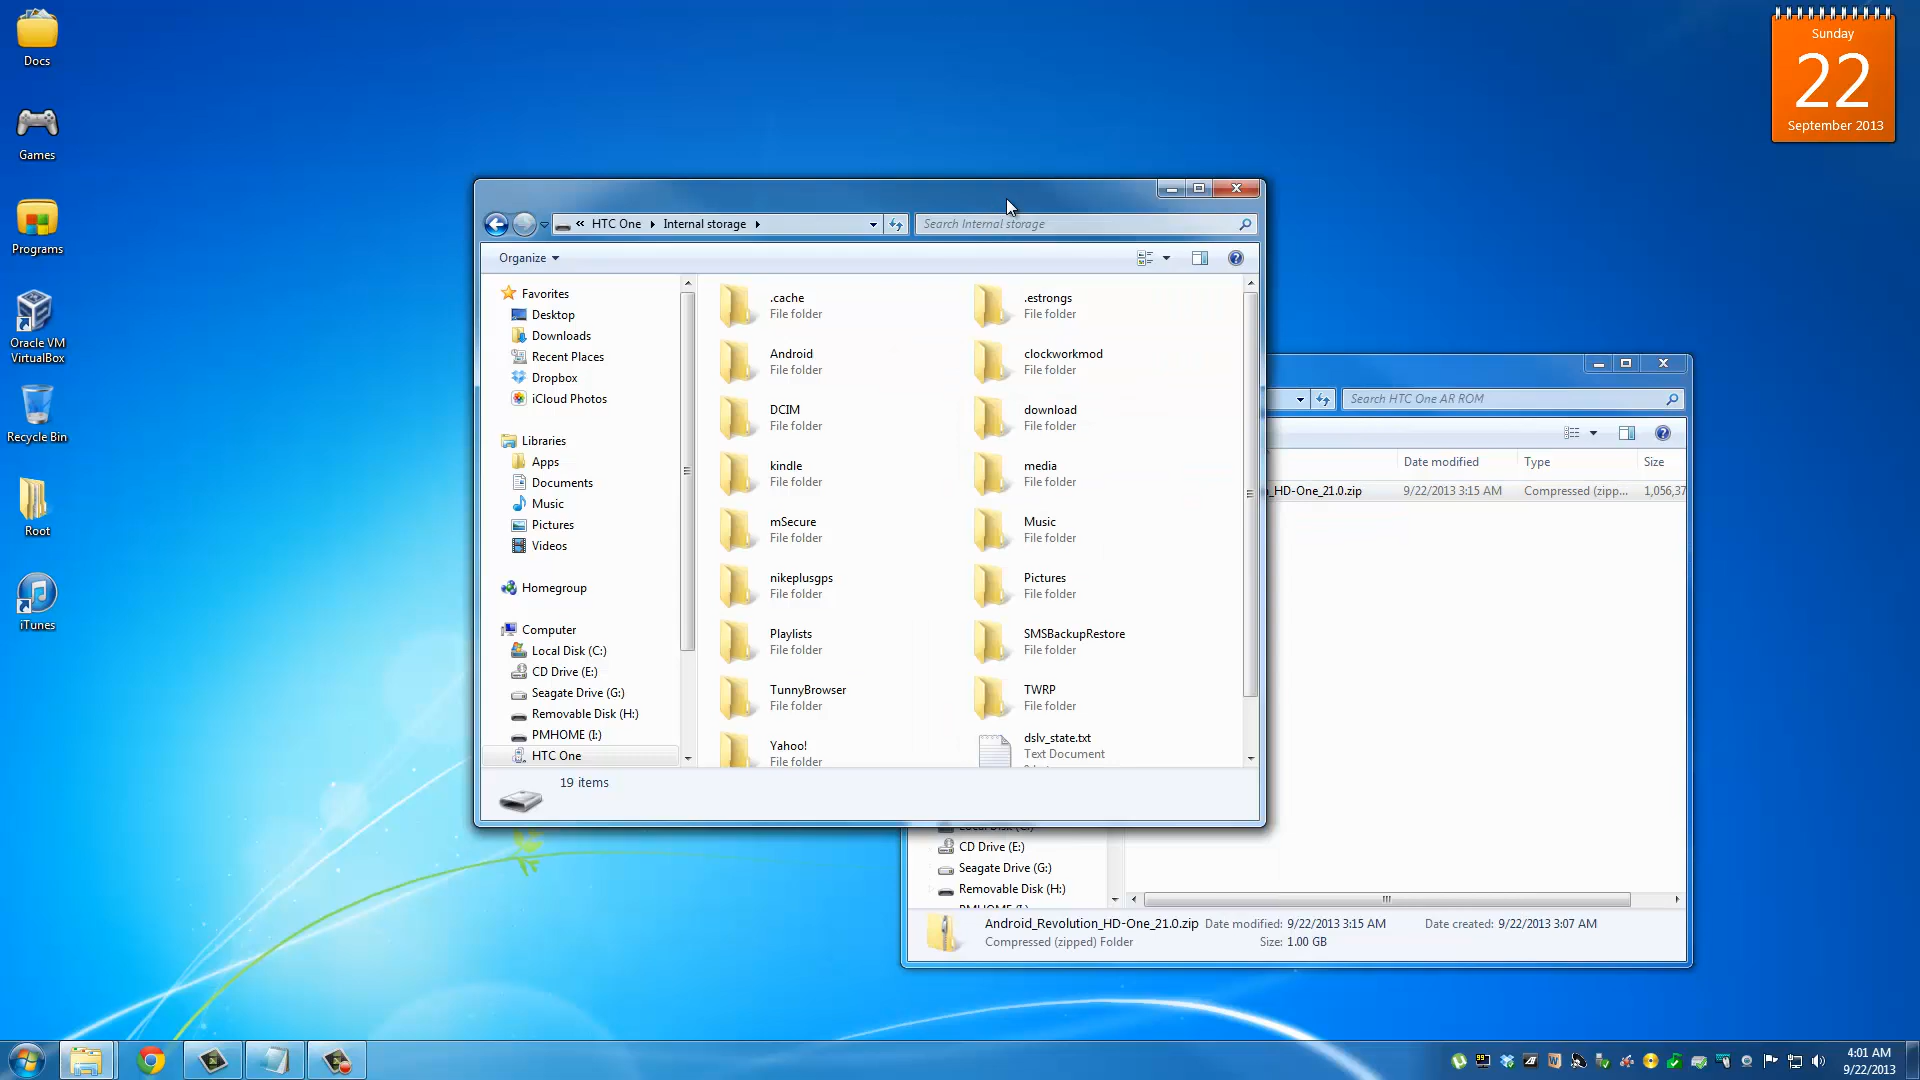 Docs
Games
Programs
Oracle VM
VirtualBox
Recycle Bin
Root
iTunes
Sunday
22
September 2013
HTC One
Internal storage
Search Internal storage
Organize
Favorites
Desktop
Downloads
Recent Places
Dropbox
iCloud Photos
Libraries
Apps
Documents
Music
Pictures
Videos
Homegroup
Computer
Local Disk (C:)
CD Drive (E:)
Seagate Drive (G:)
Removable Disk (H:)
PMHOME (I:)
HTC One
.cache
File folder
.estrongs
File folder
Android
File folder
clockworkmod
File folder
DCIM
File folder
download
File folder
kindle
File folder
media
File folder
mSecure
File folder
Music
File folder
nikeplusgps
File folder
Pictures
File folder
Playlists
File folder
SMSBackupRestore
File folder
TunnyBrowser
File folder
TWRP
File folder
Yahoo!
File folder
dslv_state.txt
Text Document
19 items
Search HTC One AR ROM
Date modified Type Size
_HD-One_21.0.zip 9/22/2013 3:15 AM Compressed (zipp... 1,056,37
CD Drive (E:)
Seagate Drive (G:)
Removable Disk (H:)
Android_Revolution_HD-One_21.0.zip Date modified: 9/22/2013 3:15 AM Date created: 9/22/2013 3:07 AM
Compressed (zipped) Folder Size: 1.00 GB
4:01 AM
9/22/2013